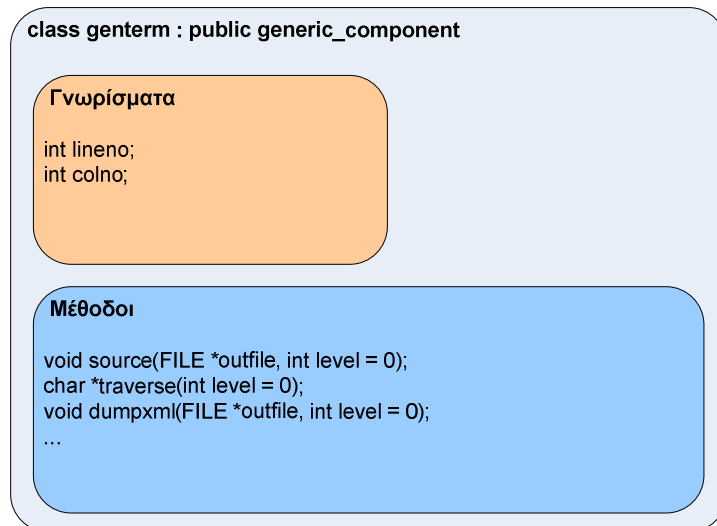 class genterm : public generic_component
Γνωρίσματα
int lineno;
int colno;
Μέθοδοι
void source(FILE *outfile, int level = 0);
char *traverse(int level = 0);
void dumpxml(FILE *outfile, int level = 0);
...